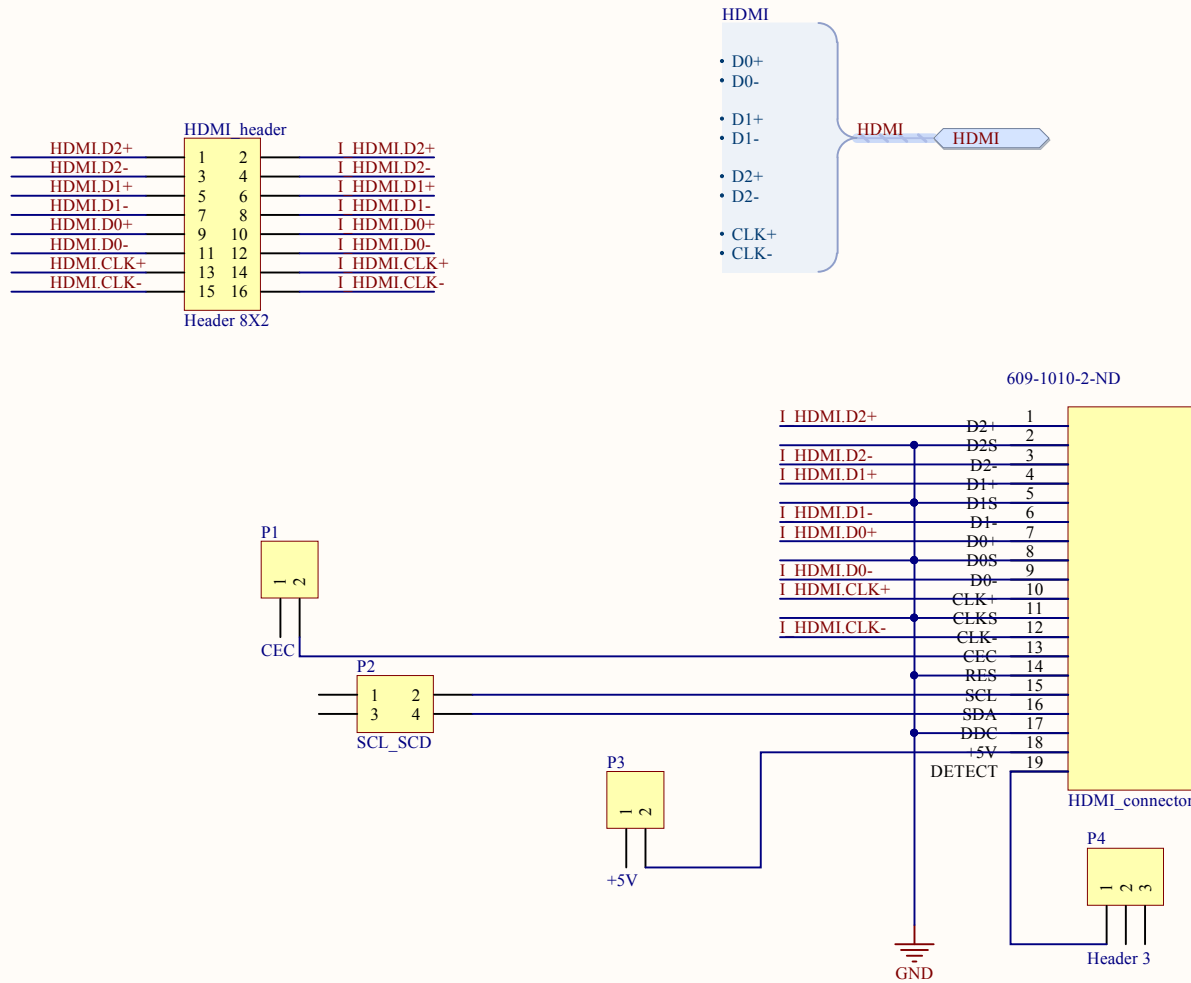 HDMI
D0+
D0-
D1+
D1-
D2+
D2-
CLK+
CLK-
HDMI
HDMI
HDMI_header
HDMI.D2+ 1 2 I_HDMI.D2+
HDMI.D2- 3 4 I_HDMI.D2-
HDMI.D1+ 5 6 I_HDMI.D1+
HDMI.D1- 7 8 I_HDMI.D1-
HDMI.D0+ 9 10 I_HDMI.D0+
HDMI.D0- 11 12 I_HDMI.D0-
HDMI.CLK+ 13 14 I_HDMI.CLK+
HDMI.CLK- 15 16 I_HDMI.CLK-
Header 8X2
609-1010-2-ND
I_HDMI.D2+ D2+ 1
D2S 2
I_HDMI.D2- D2- 3
I_HDMI.D1+ D1+ 4
D1S 5
I_HDMI.D1- D1- 6
I_HDMI.D0+ D0+ 7
D0S 8
I_HDMI.D0- D0- 9
I_HDMI.CLK+ CLK+ 10
CLKS 11
I_HDMI.CLK- CLK- 12
CEC 13
RES 14
SCL 15
SDA 16
DDC 17
+5V 18
DETECT 19
HDMI_connector
P1
1 2
CEC
P2
1 2
3 4
SCL_SCD
P3
1 2
+5V
P4
1 2 3
Header 3
GND